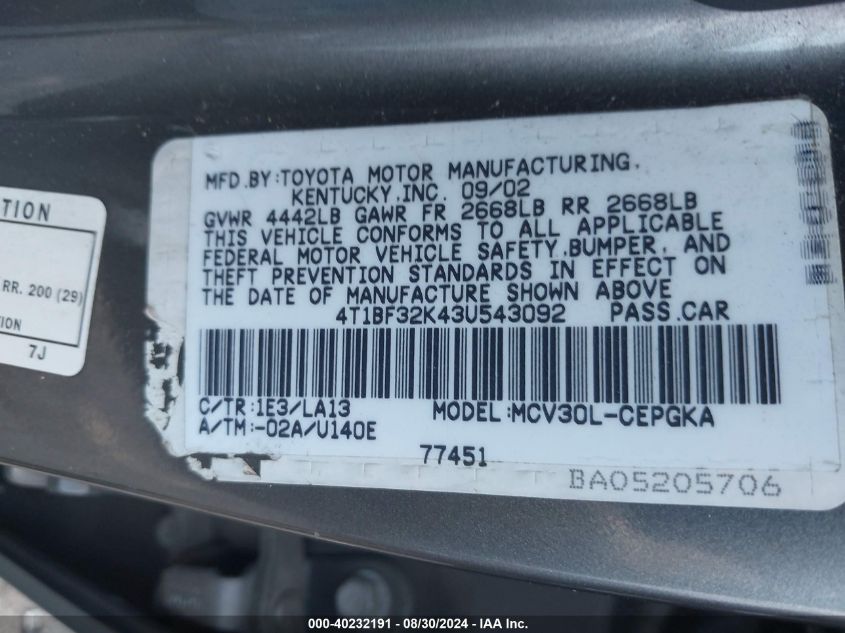 TION
RR. 200 (29)
TION
7J
MFD.BY:TOYOTA MOTOR MANUFACTURING.
KENTUCKY,INC. 09/02
GVWR 4442LB GAWR FR 2668LB RR 2668LB
THIS VEHICLE CONFORMS TO ALL APPLICABLE
FEDERAL MOTOR VEHICLE SAFETY,BUMPER, AND
THEFT PREVENTION STANDARDS IN EFFECT ON
THE DATE OF MANUFACTURE SHOWN ABOVE
4T1BF32K43U543092 PASS.CAR
C/TR:1E3/LA13 MODEL:MCV30L-CEPGKA
A/TM:-02A/U140E
77451
BA05205706
000-40232191 - 08/30/2024 - IAAI.com.